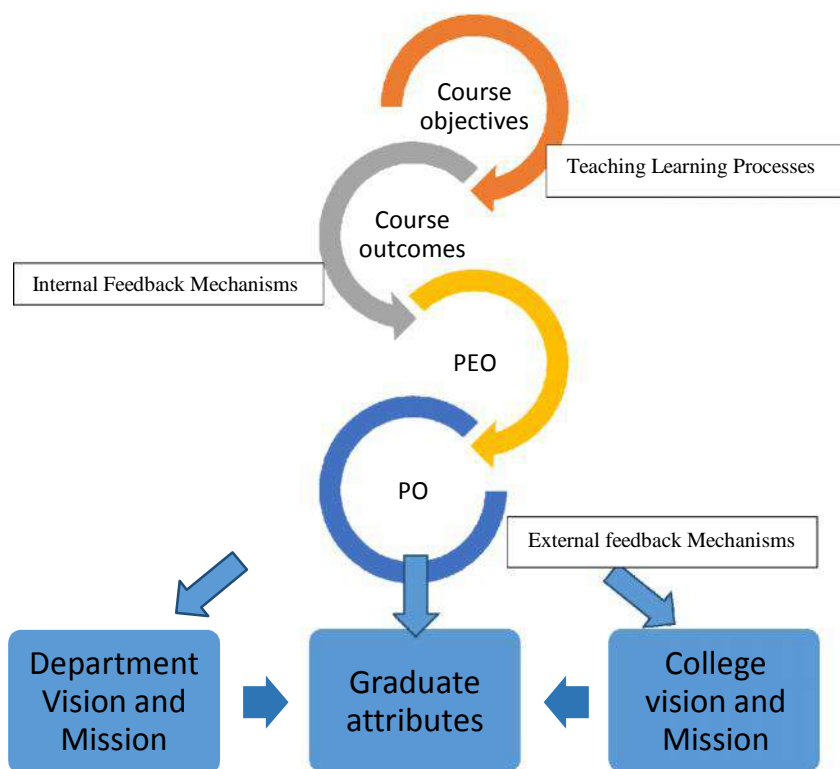 Course
objectives
Teaching Learning Processes
Course
outcomes
Internal Feedback Mechanisms
PEO
PO
External feedback Mechanisms
Department
Vision and
Mission
Graduate
attributes
College
vision and
Mission